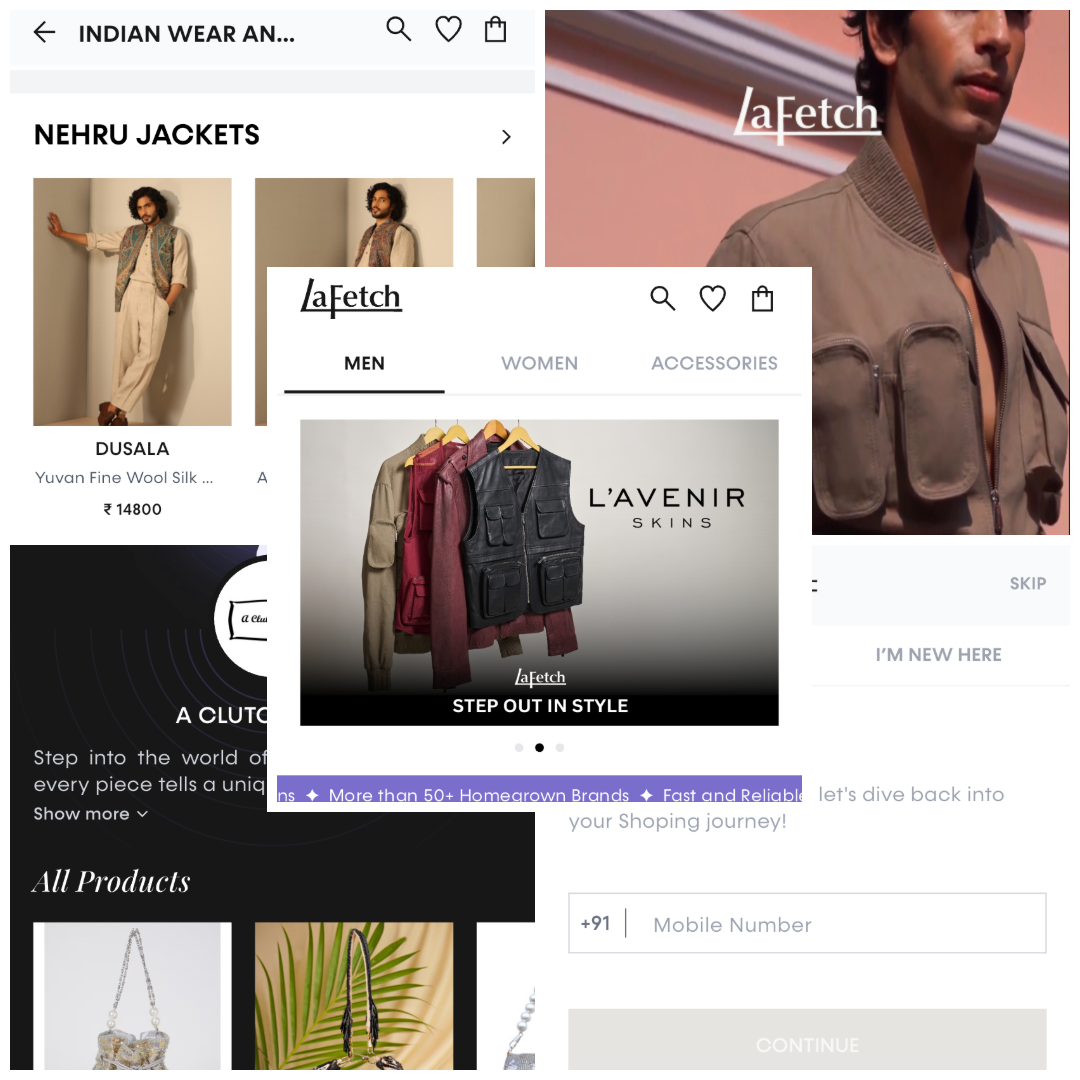 INDIAN WEAR AN...
NEHRU JACKETS
DUSALA
Yuvan Fine Wool Silk ...
₹ 14800
A
LaFetch
LaFetch
MEN
WOMEN
ACCESSORIES
L'AVENIR
SKINS
LaFetch
STEP OUT IN STYLE
ns ✦ More than 50+ Homegrown Brands ✦ Fast and Reliable
A Clu
A CLUTC
Step into the world of
every piece tells a uniq
Show more
All Products
SKIP
I'M NEW HERE
let's dive back into
your Shoping journey!
+91
Mobile Number
CONTINUE